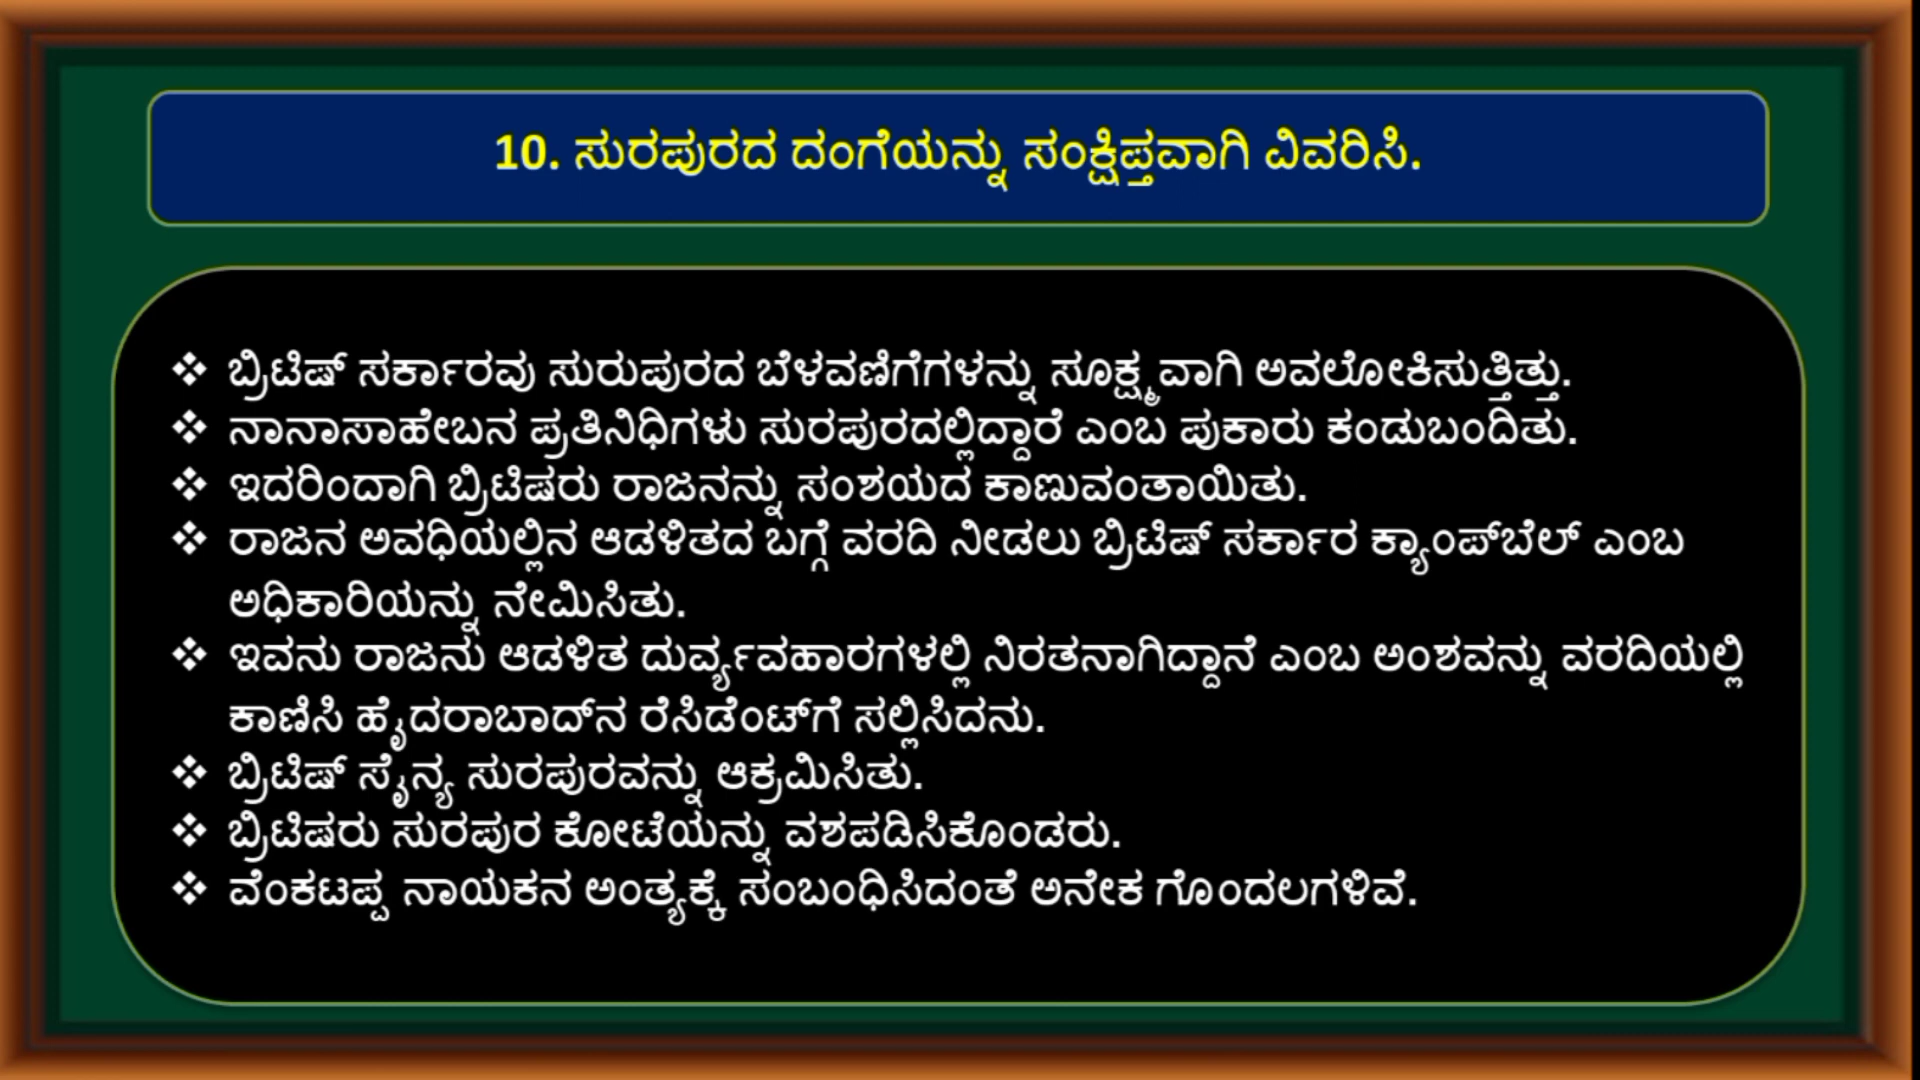 10. ಸುರಪುರದ ದಂಗೆಯನ್ನು ಸಂಕ್ಷಿಪ್ತವಾಗಿ ವಿವರಿಸಿ.
❖ ಬ್ರಿಟಿಷ್ ಸರ್ಕಾರವು ಸುರುಪುರದ ಬೆಳವಣಿಗೆಗಳನ್ನು ಸೂಕ್ಷ್ಮವಾಗಿ ಅವಲೋಕಿಸುತ್ತಿತ್ತು.
❖ ನಾನಾಸಾಹೇಬನ ಪ್ರತಿನಿಧಿಗಳು ಸುರಪುರದಲ್ಲಿದ್ದಾರೆ ಎಂಬ ಪುಕಾರು ಕಂಡುಬಂದಿತು.
❖ ಇದರಿಂದಾಗಿ ಬ್ರಿಟಿಷರು ರಾಜನನ್ನು ಸಂಶಯದ ಕಾಣುವಂತಾಯಿತು.
❖ ರಾಜನ ಅವಧಿಯಲ್ಲಿನ ಆಡಳಿತದ ಬಗ್ಗೆ ವರದಿ ನೀಡಲು ಬ್ರಿಟಿಷ್ ಸರ್ಕಾರ ಕ್ಯಾಂಪ್‌ಬೆಲ್ ಎಂಬ
ಅಧಿಕಾರಿಯನ್ನು ನೇಮಿಸಿತು.
❖ ಇವನು ರಾಜನು ಆಡಳಿತ ದುರ್ವ್ಯವಹಾರಗಳಲ್ಲಿ ನಿರತನಾಗಿದ್ದಾನೆ ಎಂಬ ಅಂಶವನ್ನು ವರದಿಯಲ್ಲಿ
ಕಾಣಿಸಿ ಹೈದರಾಬಾದ್‌ನ ರೆಸಿಡೆಂಟ್‌ಗೆ ಸಲ್ಲಿಸಿದನು.
❖ ಬ್ರಿಟಿಷ್ ಸೈನ್ಯ ಸುರಪುರವನ್ನು ಆಕ್ರಮಿಸಿತು.
❖ ಬ್ರಿಟಿಷರು ಸುರಪುರ ಕೋಟೆಯನ್ನು ವಶಪಡಿಸಿಕೊಂಡರು.
❖ ವೆಂಕಟಪ್ಪ ನಾಯಕನ ಅಂತ್ಯಕ್ಕೆ ಸಂಬಂಧಿಸಿದಂತೆ ಅನೇಕ ಗೊಂದಲಗಳಿವೆ.